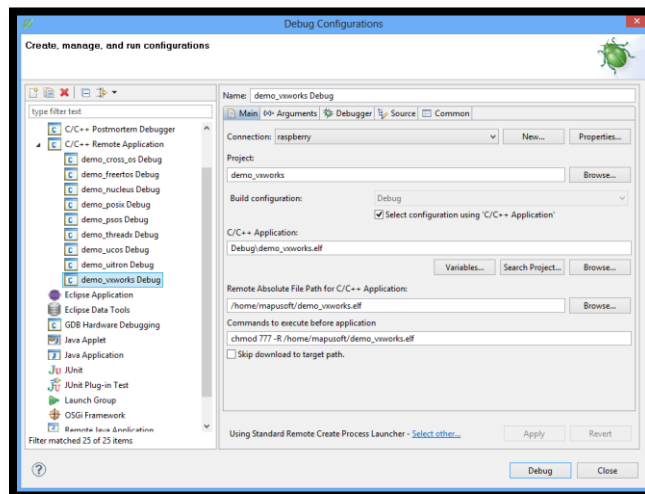 Debug Configurations
Create, manage, and run configurations
type filter text
C/C++ Postmortem Debugger
C/C++ Remote Application
demo_cross_os Debug
demo_freertos Debug
demo_nucleus Debug
demo_posix Debug
demo_psos Debug
demo_threadx Debug
demo_ucos Debug
demo_uitron Debug
demo_vxworks Debug
Eclipse Application
Eclipse Data Tools
GDB Hardware Debugging
Java Applet
Java Application
JUnit
JUnit Plug-in Test
Launch Group
OSGi Framework
Remote Java Application
Filter matched 25 of 25 items
Name: demo_vxworks Debug
Main Arguments Debugger Source Common
Connection: raspberry New... Properties...
Project:
demo_vxworks Browse...
Build configuration: Debug
Select configuration using 'C/C++ Application'
C/C++ Application:
Debug\demo_vxworks.elf
Variables... Search Project... Browse...
Remote Absolute File Path for C/C++ Application:
/home/mapusoft/demo_vxworks.elf Browse...
Commands to execute before application
chmod 777 -R /home/mapusoft/demo_vxworks.elf
Skip download to target path.
Using Standard Remote Create Process Launcher - Select other... Apply Revert
Debug Close